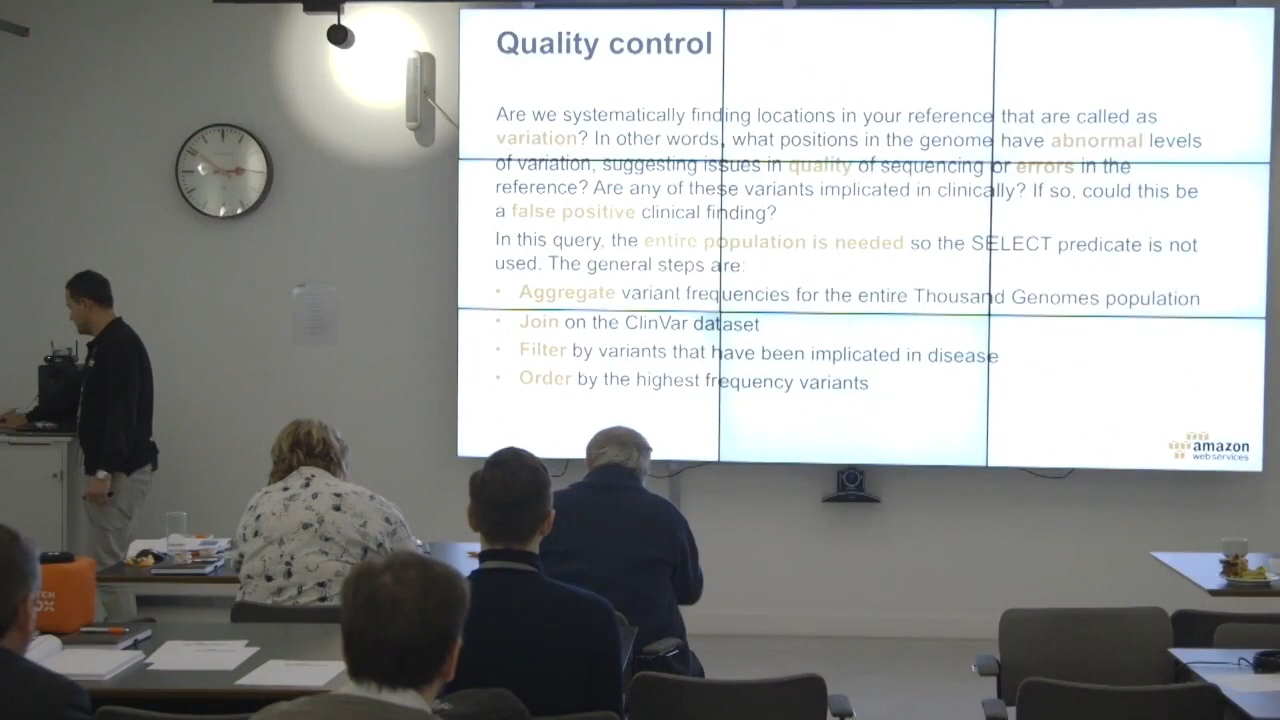 Quality control
Are we systematically finding locations in your reference that are called as
variation? In other words, what positions in the genome have abnormal levels
of variation, suggesting issues in quality of sequencing or errors in the
reference? Are any of these variants implicated in clinically? If so, could this be
a false positive clinical finding?
In this query, the entire population is needed so the SELECT predicate is not
used. The general steps are:
• Aggregate variant frequencies for the entire Thousand Genomes population
• Join on the ClinVar dataset
• Filter by variants that have been implicated in disease
• Order by the highest frequency variants
amazon
web services